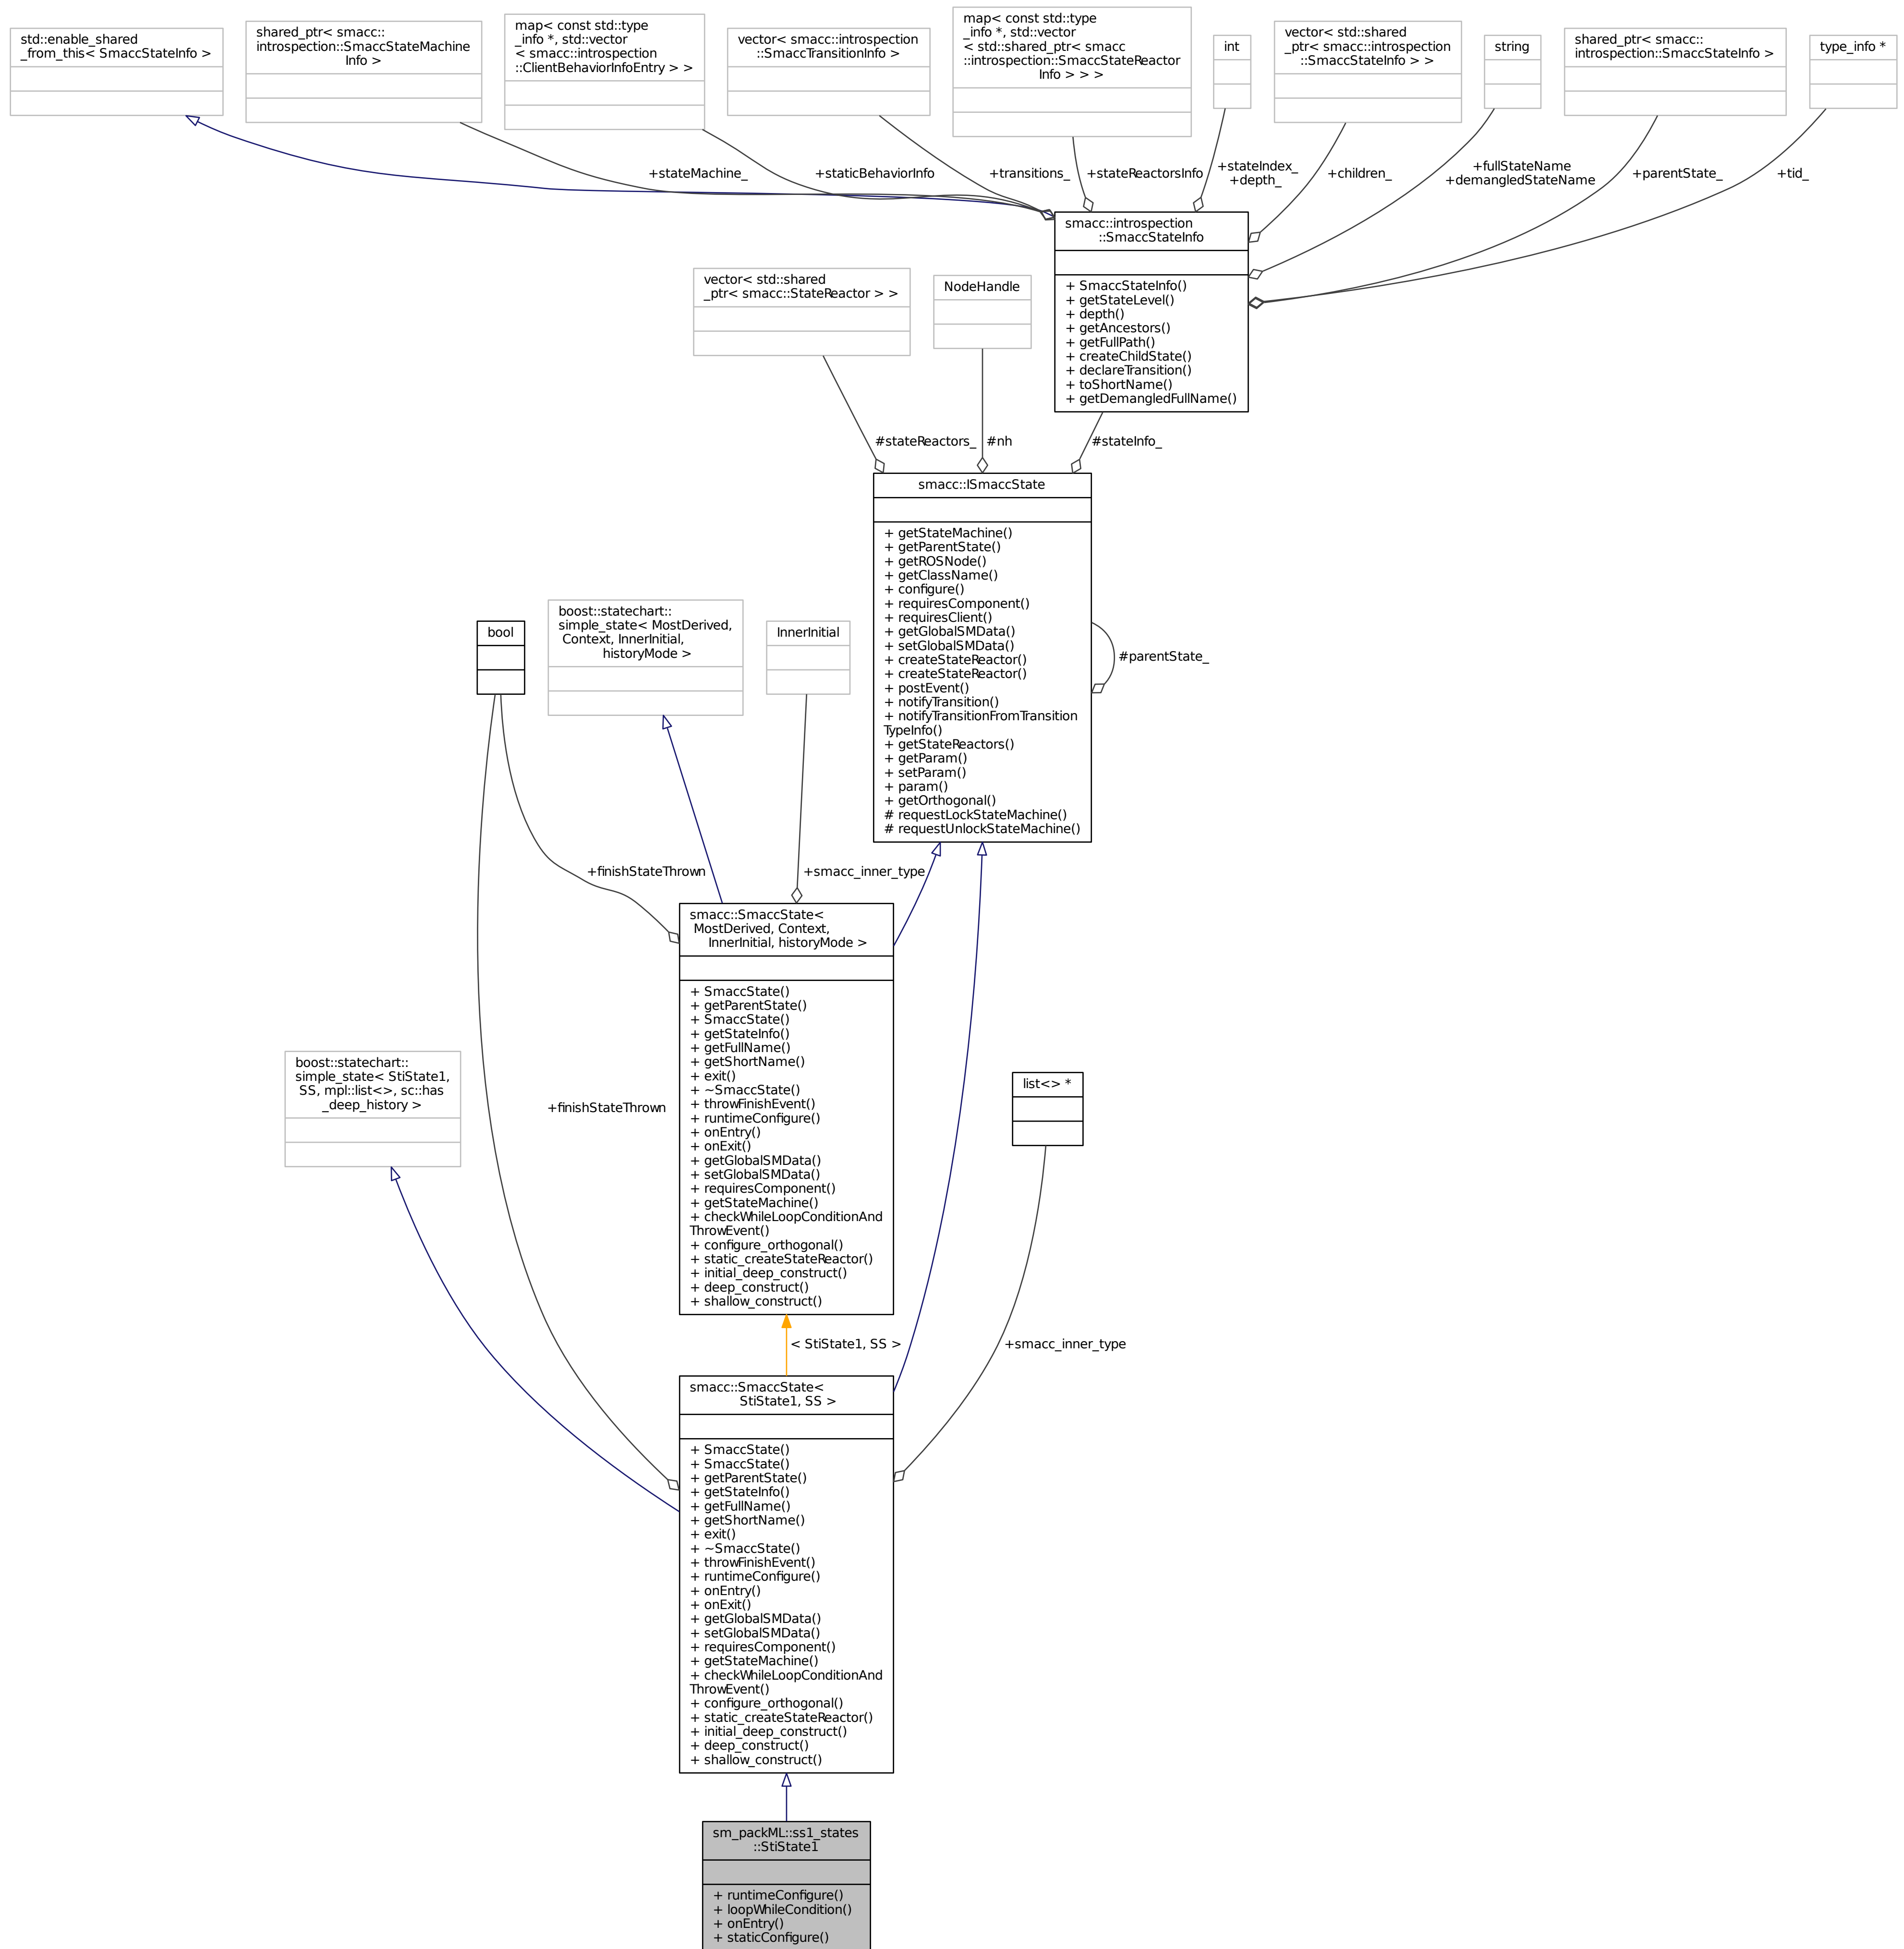 std::enable_shared
_from_this< SmaccStateInfo >
shared_ptr< smacc::
introspection::SmaccStateMachine
Info >
map< const std::type
_info *, std::vector
< smacc::introspection
::ClientBehaviorInfoEntry > >
vector< smacc::introspection
::SmaccTransitionInfo >
map< const std::type
_info *, std::vector
< std::shared_ptr< smacc
::introspection::SmaccStateReactor
Info > > >
int
vector< std::shared
_ptr< smacc::introspection
::SmaccStateInfo > >
string
shared_ptr< smacc::
introspection::SmaccStateInfo >
type_info *
+stateMachine_
+staticBehaviorInfo
+transitions_
+stateReactorsInfo
+stateIndex_
+depth_
+children_
+fullStateName
+demangledStateName
+parentState_
+tid_
smacc::introspection
::SmaccStateInfo
+ SmaccStateInfo()
+ getStateLevel()
+ depth()
+ getAncestors()
+ getFullPath()
+ createChildState()
+ declareTransition()
+ toShortName()
+ getDemangledFullName()
vector< std::shared
_ptr< smacc::StateReactor > >
NodeHandle
#stateReactors_
#nh
#stateInfo_
smacc::ISmaccState
+ getStateMachine()
+ getParentState()
+ getROSNode()
+ getClassName()
+ configure()
+ requiresComponent()
+ requiresClient()
+ getGlobalSMData()
+ setGlobalSMData()
+ createStateReactor()
+ createStateReactor()
+ postEvent()
+ notifyTransition()
+ notifyTransitionFromTransition
TypeInfo()
+ getStateReactors()
+ getParam()
+ setParam()
+ param()
+ getOrthogonal()
# requestLockStateMachine()
# requestUnlockStateMachine()
#parentState_
bool
boost::statechart::
simple_state< MostDerived,
Context, InnerInitial,
historyMode >
InnerInitial
+finishStateThrown
+smacc_inner_type
smacc::SmaccState<
MostDerived, Context,
InnerInitial, historyMode >
+ SmaccState()
+ getParentState()
+ SmaccState()
+ getStateInfo()
+ getFullName()
+ getShortName()
+ exit()
+ ~SmaccState()
+ throwFinishEvent()
+ runtimeConfigure()
+ onEntry()
+ onExit()
+ getGlobalSMData()
+ setGlobalSMData()
+ requiresComponent()
+ getStateMachine()
+ checkWhileLoopConditionAnd
ThrowEvent()
+ configure_orthogonal()
+ static_createStateReactor()
+ initial_deep_construct()
+ deep_construct()
+ shallow_construct()
boost::statechart::
simple_state< StiState1,
SS, mpl::list<>, sc::has
_deep_history >
+finishStateThrown
list<> *
< StiState1, SS >
+smacc_inner_type
smacc::SmaccState<
StiState1, SS >
+ SmaccState()
+ SmaccState()
+ getParentState()
+ getStateInfo()
+ getFullName()
+ getShortName()
+ exit()
+ ~SmaccState()
+ throwFinishEvent()
+ runtimeConfigure()
+ onEntry()
+ onExit()
+ getGlobalSMData()
+ setGlobalSMData()
+ requiresComponent()
+ getStateMachine()
+ checkWhileLoopConditionAnd
ThrowEvent()
+ configure_orthogonal()
+ static_createStateReactor()
+ initial_deep_construct()
+ deep_construct()
+ shallow_construct()
sm_packML::ss1_states
::StiState1
+ runtimeConfigure()
+ loopWhileCondition()
+ onEntry()
+ staticConfigure()